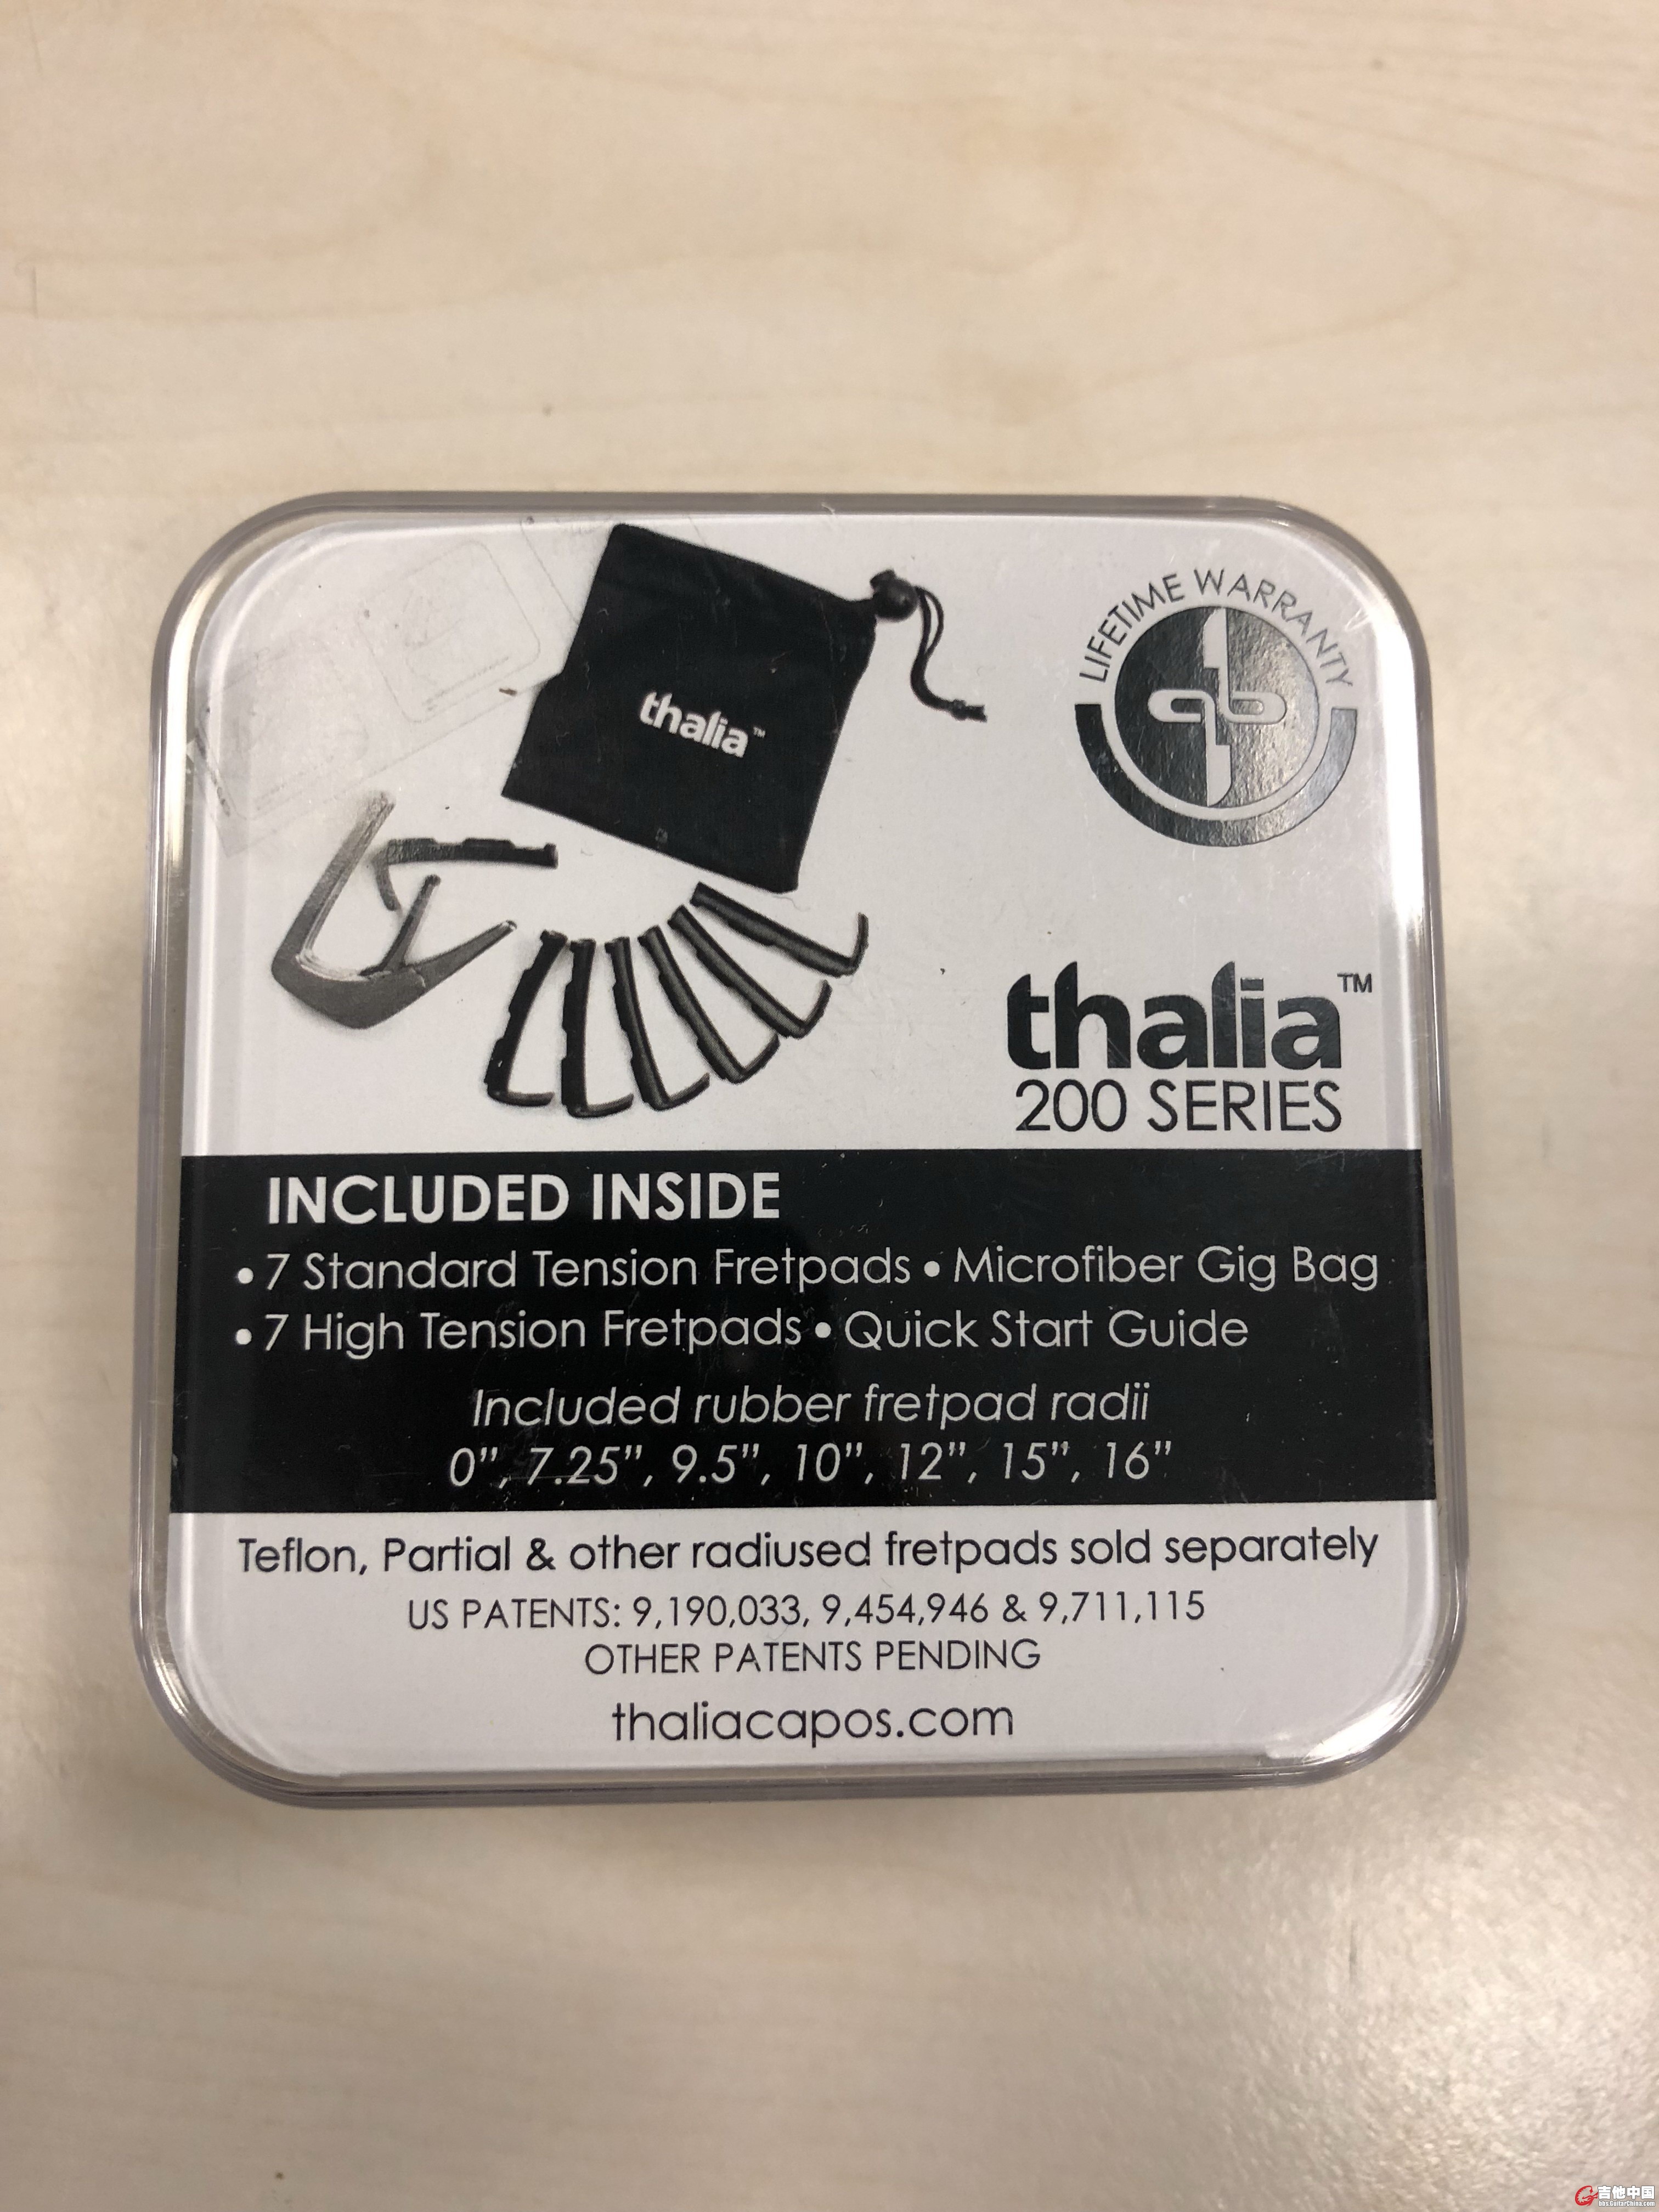 thalia™
LIFETIME WARRANTY
thalia™
200 SERIES
INCLUDED INSIDE
• 7 Standard Tension Fretpads • Microfiber Gig Bag
• 7 High Tension Fretpads • Quick Start Guide
Included rubber fretpad radii
0”, 7.25”, 9.5”, 10”, 12”, 15”, 16”
Teflon, Partial & other radiused fretpads sold separately
US PATENTS: 9,190,033, 9,454,946 & 9,711,115
OTHER PATENTS PENDING
thaliacapos.com
吉他中国
bbs.GuitarChina.com